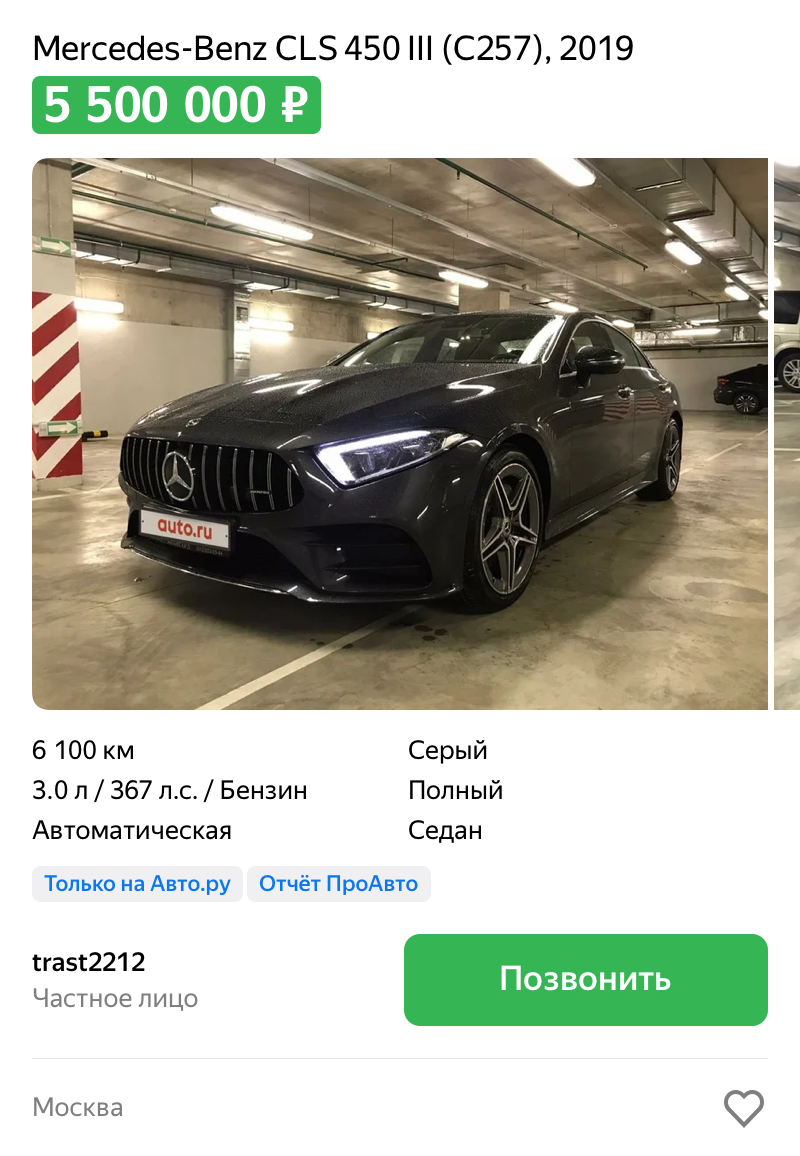 Mercedes-Benz CLS 450 III (C257), 2019
5 500 000 ₽
auto.ru
6 100 км
Серый
3.0 л / 367 л.с. / Бензин
Полный
Автоматическая
Седан
Только на Авто.ру
Отчёт ПроАвто
trast2212
Частное лицо
Позвонить
Москва